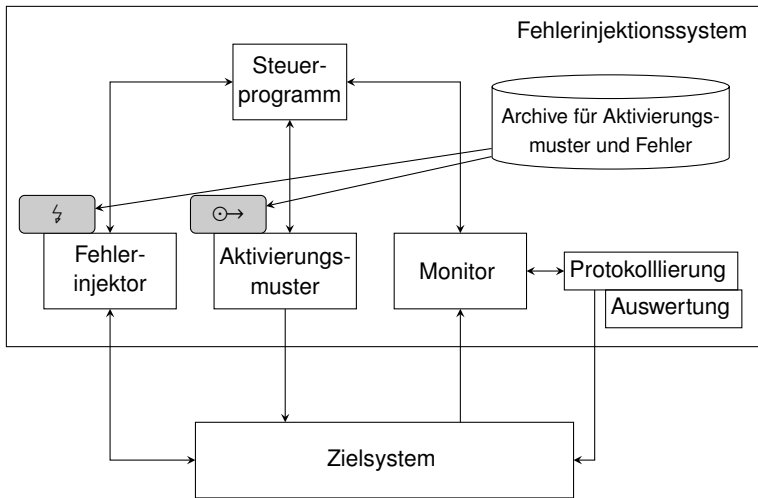 Fehlerinjektionssystem
Steuer-
programm
Archive für Aktivierungs-
muster und Fehler
Fehler-
injektor
Aktivierungs-
muster
Monitor
Protokolllierung
Auswertung
Zielsystem